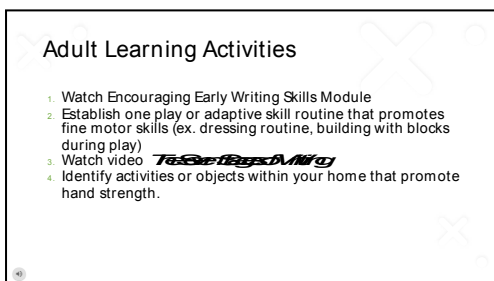 Adult Learning Activities
1. Watch Encouraging Early Writing Skills Module
2. Establish one play or adaptive skill routine that promotes
fine motor skills (ex. dressing routine, building with blocks
during play)
3. Watch video
4. Identify activities or objects within your home that promote
hand strength.